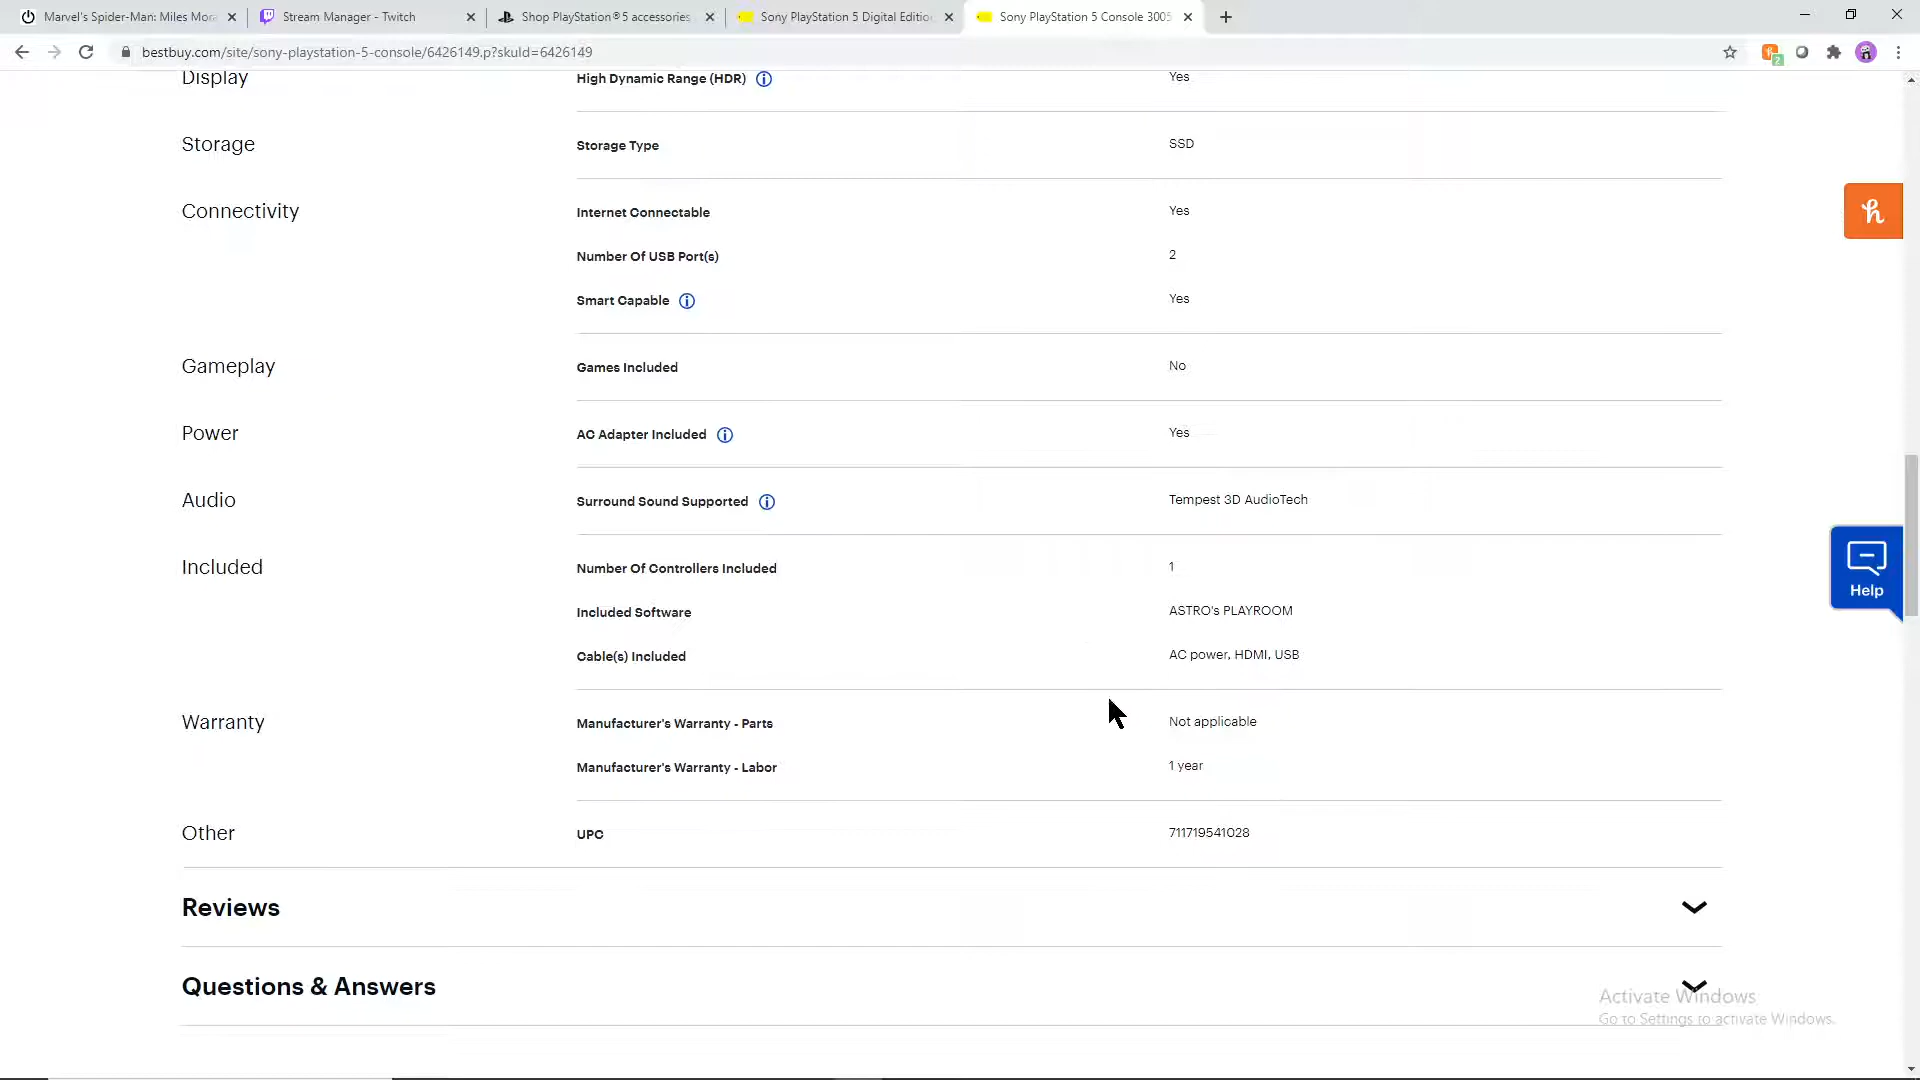 Marvel's Spider-Man: Miles Mora
Stream Manager - Twitch
Shop PlayStation®5 accessories
Sony PlayStation 5 Digital Editio
Sony PlayStation 5 Console 3005
bestbuy.com/site/sony-playstation-5-console/6426149.p?skuId=6426149
2
Display High Dynamic Range (HDR) Yes
Storage Storage Type SSD
Connectivity Internet Connectable Yes
Number Of USB Port(s) 2
Smart Capable Yes
Gameplay Games Included No
Power AC Adapter Included Yes
Audio Surround Sound Supported Tempest 3D AudioTech
Included Number Of Controllers Included 1
Help
Included Software ASTRO's PLAYROOM
Cable(s) Included AC power, HDMI, USB
Warranty Manufacturer's Warranty - Parts Not applicable
Manufacturer's Warranty - Labor 1 year
Other UPC 711719541028
Reviews
Questions & Answers
Activate Windows
Go to Settings to activate Windows.